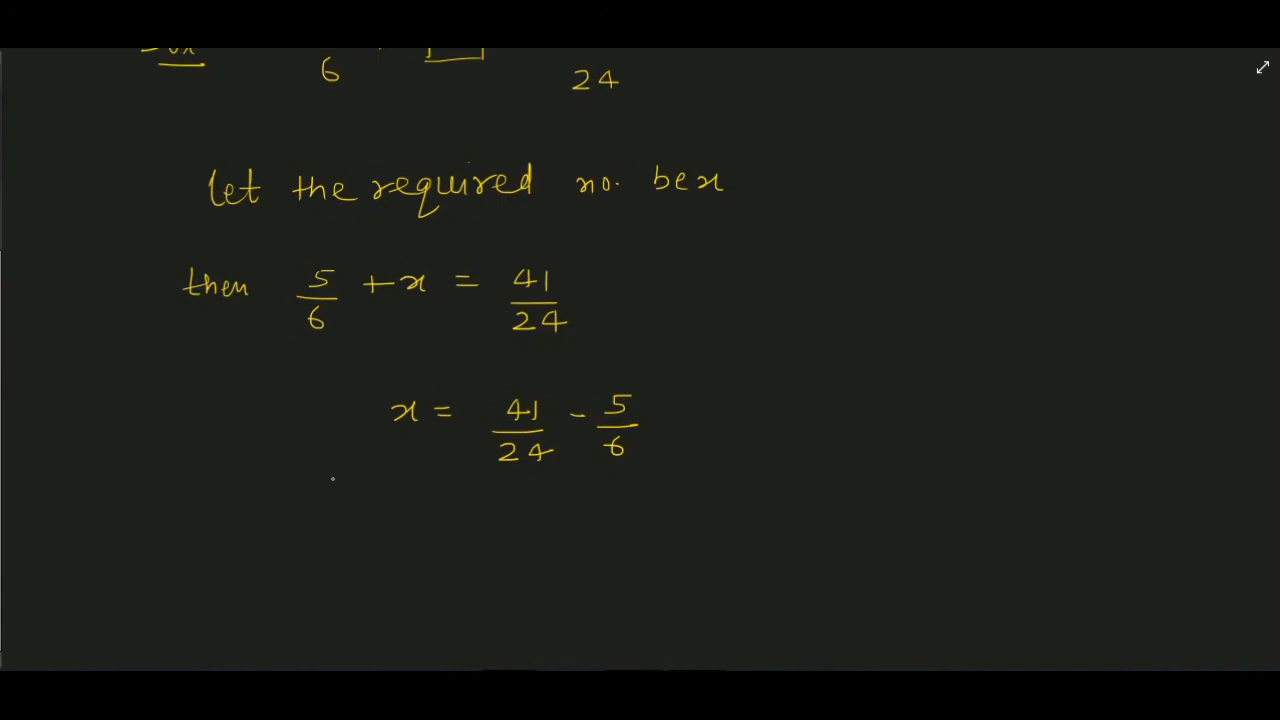 6 24
let the required no. be x
then 5/6 + x = 41/24
x = 41/24 - 5/6